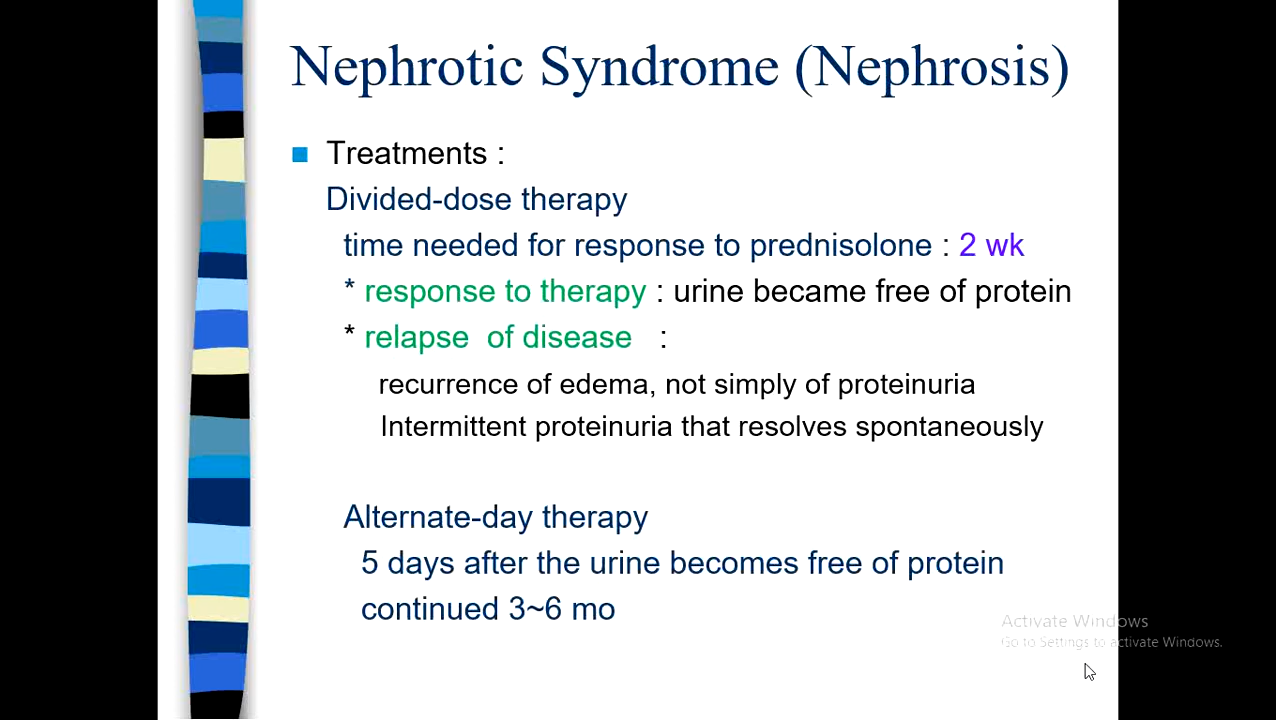 Nephrotic Syndrome (Nephrosis)
Treatments :
Divided-dose therapy
time needed for response to prednisolone : 2 wk
* response to therapy : urine became free of protein
* relapse of disease :
recurrence of edema, not simply of proteinuria
Intermittent proteinuria that resolves spontaneously
Alternate-day therapy
5 days after the urine becomes free of protein
continued 3~6 mo
Activate Windows
Go to Settings to activate Windows.